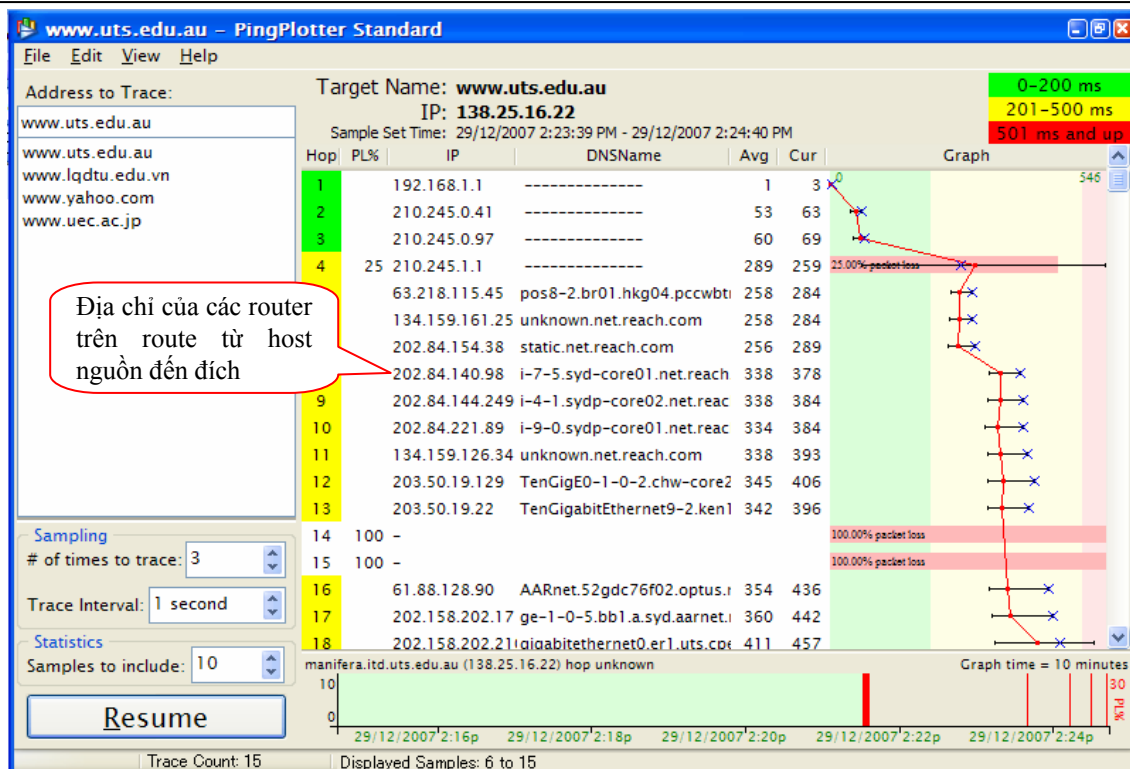 www.uts.edu.au - PingPlotter Standard
File Edit View Help
Address to Trace:
www.uts.edu.au
www.uts.edu.au
www.lqdtu.edu.vn
www.yahoo.com
www.uec.ac.jp
Target Name: www.uts.edu.au
IP: 138.25.16.22
Sample Set Time: 29/12/2007 2:23:39 PM - 29/12/2007 2:24:40 PM
0-200 ms
201-500 ms
501 ms and up
Hop PL% IP DNSName Avg Cur Graph
0 546
1 192.168.1.1 -------------- 1 3
2 210.245.0.41 -------------- 53 63
3 210.245.0.97 -------------- 60 69
4 25 210.245.1.1 -------------- 289 259 25.00% packet loss
63.218.115.45 pos8-2.br01.hkg04.pccwbt 258 284
134.159.161.25 unknown.net.reach.com 258 284
202.84.154.38 static.net.reach.com 256 289
202.84.140.98 i-7-5.syd-core01.net.reach 338 378
9 202.84.144.249 i-4-1.sydp-core02.net.reac 338 384
10 202.84.221.89 i-9-0.sydp-core01.net.reac 334 384
11 134.159.126.34 unknown.net.reach.com 338 393
12 203.50.19.129 TenGigE0-1-0-2.chw-core2 345 406
13 203.50.19.22 TenGigabitEthernet9-2.ken1 342 396
14 100 - 100.00% packet loss
15 100 - 100.00% packet loss
16 61.88.128.90 AARnet.52gdc76f02.optus. 354 436
17 202.158.202.17 ge-1-0-5.bb1.a.syd.aarnet. 360 442
18 202.158.202.21 gigabitethernet0.er1.uts.cpe 411 457
Địa chỉ của các router
trên route từ host
nguồn đến đích
Sampling
# of times to trace: 3
Trace Interval: 1 second
Statistics
Samples to include: 10
Resume
manifera.itd.uts.edu.au (138.25.16.22) hop unknown
Graph time = 10 minutes
10 30
0 PL%
29/12/2007 2:16p 29/12/2007 2:18p 29/12/2007 2:20p 29/12/2007 2:22p 29/12/2007 2:24p
Trace Count: 15
Displayed Samples: 6 to 15